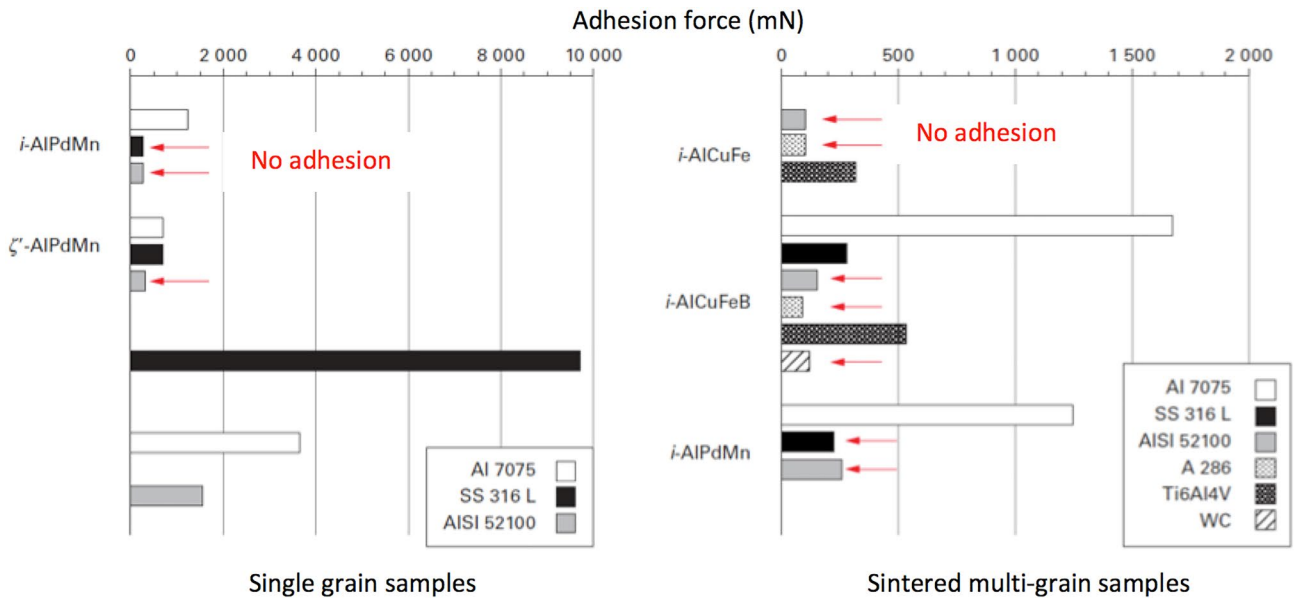 Adhesion force (mN)
0 2 000 4 000 6 000 8 000 10 000
i-AlPdMn
No adhesion
ζ'-AlPdMn
Al 7075
SS 316 L
AISI 52100
Single grain samples
0 500 1 000 1 500 2 000
i-AlCuFe
No adhesion
i-AlCuFeB
i-AlPdMn
Al 7075
SS 316 L
AISI 52100
A 286
Ti6Al4V
WC
Sintered multi-grain samples